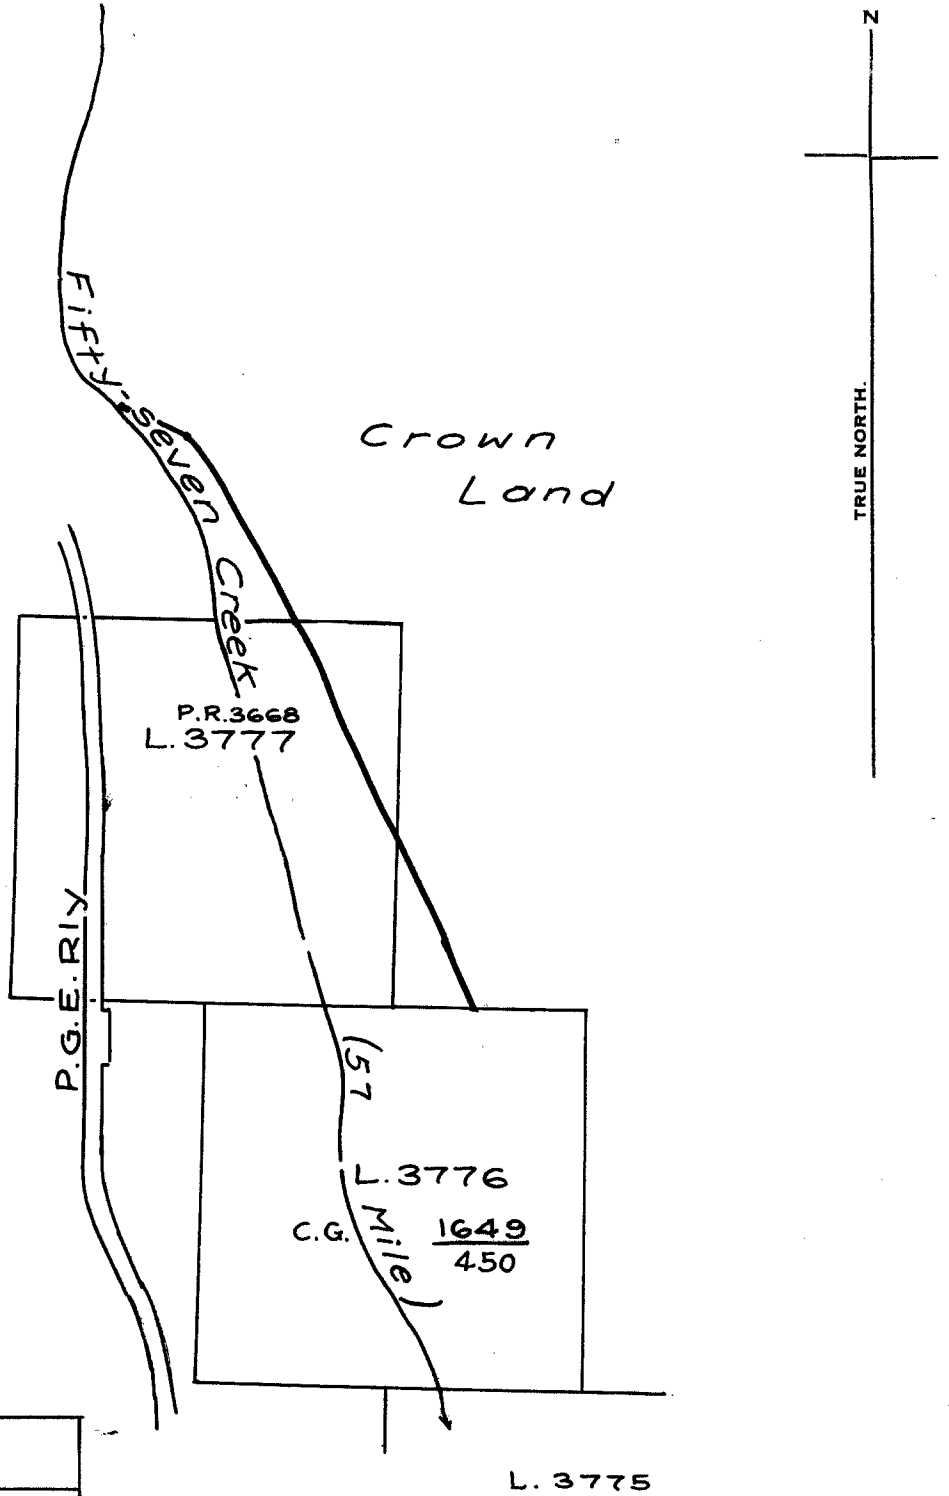 N
TRUE NORTH.
Fifty-seven Creek
Crown
Land
P.R.3668
L.3777
P.G.E.Rly
(57
L.3776
C.G. 1649
450
Mile)
L.3775